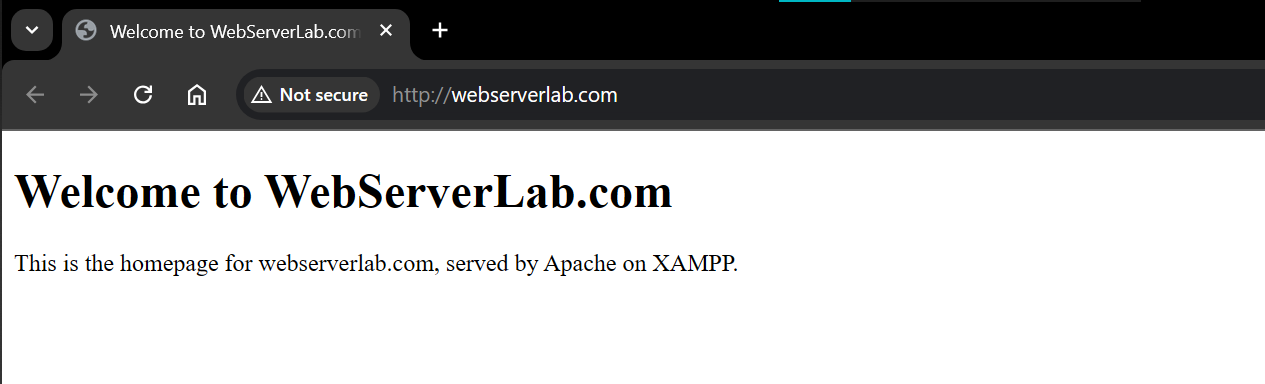 Welcome to WebServerLab.com
Not secure http://webserverlab.com
Welcome to WebServerLab.com
This is the homepage for webserverlab.com, served by Apache on XAMPP.